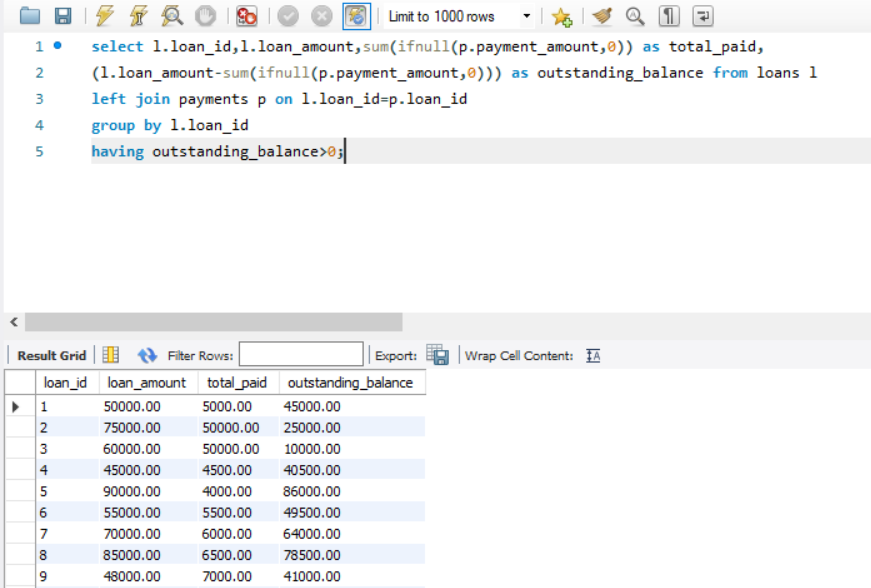 Limit to 1000 rows
1 select l.loan_id,l.loan_amount,sum(ifnull(p.payment_amount,0)) as total_paid,
2 (l.loan_amount-sum(ifnull(p.payment_amount,0))) as outstanding_balance from loans l
3 left join payments p on l.loan_id=p.loan_id
4 group by l.loan_id
5 having outstanding_balance>0;
Result Grid Filter Rows: Export: Wrap Cell Content: IA
loan_id loan_amount total_paid outstanding_balance
1 50000.00 5000.00 45000.00
2 75000.00 50000.00 25000.00
3 60000.00 50000.00 10000.00
4 45000.00 4500.00 40500.00
5 90000.00 4000.00 86000.00
6 55000.00 5500.00 49500.00
7 70000.00 6000.00 64000.00
8 85000.00 6500.00 78500.00
9 48000.00 7000.00 41000.00